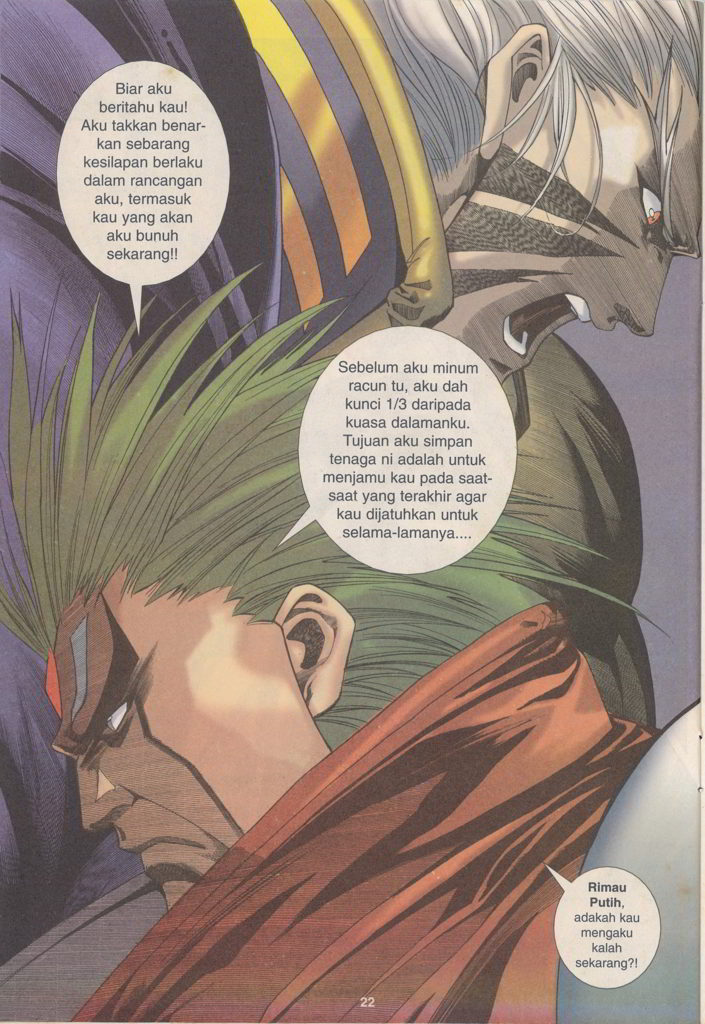 Biar aku
beritahu kau!
Aku takkan benar-
kan sebarang
kesilapan berlaku
dalam rancangan
aku, termasuk
kau yang akan
aku bunuh
sekarang!!
Sebelum aku minum
racun tu, aku dah
kunci 1/3 daripada
kuasa dalamanku.
Tujuan aku simpan
tenaga ni adalah untuk
menjamu kau pada saat-
saat yang terakhir agar
kau dijatuhkan untuk
selama-lamanya....
Rimau
Putih,
adakah kau
mengaku
kalah
sekarang?!
22